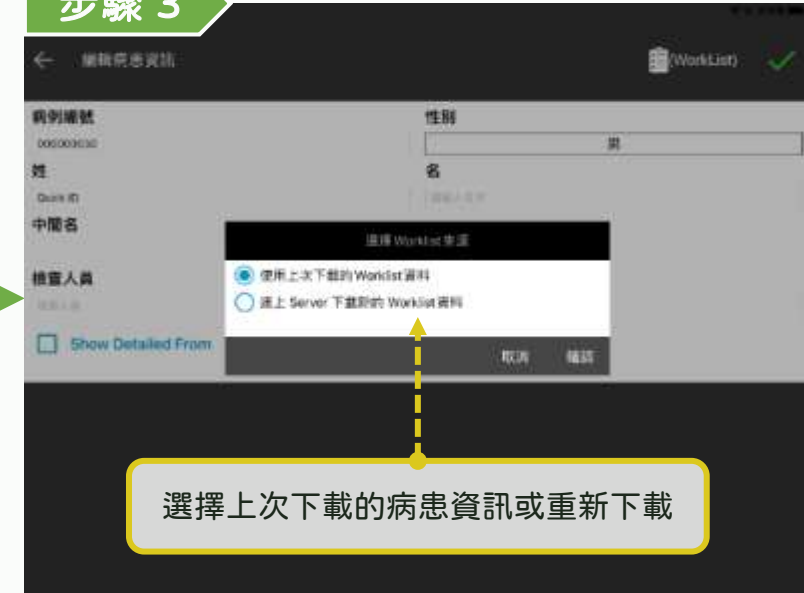 步驟 3
編輯病患資訊
(WorkList)
病例編號
性別
000000030
男
姓
名
Quick ID
中間名
選擇 Worklist 來源
檢查人員
使用上次下載的 Worklist 資料
連上 Server 下載新的 Worklist 資料
Show Detailed From
取消
確認
選擇上次下載的病患資訊或重新下載